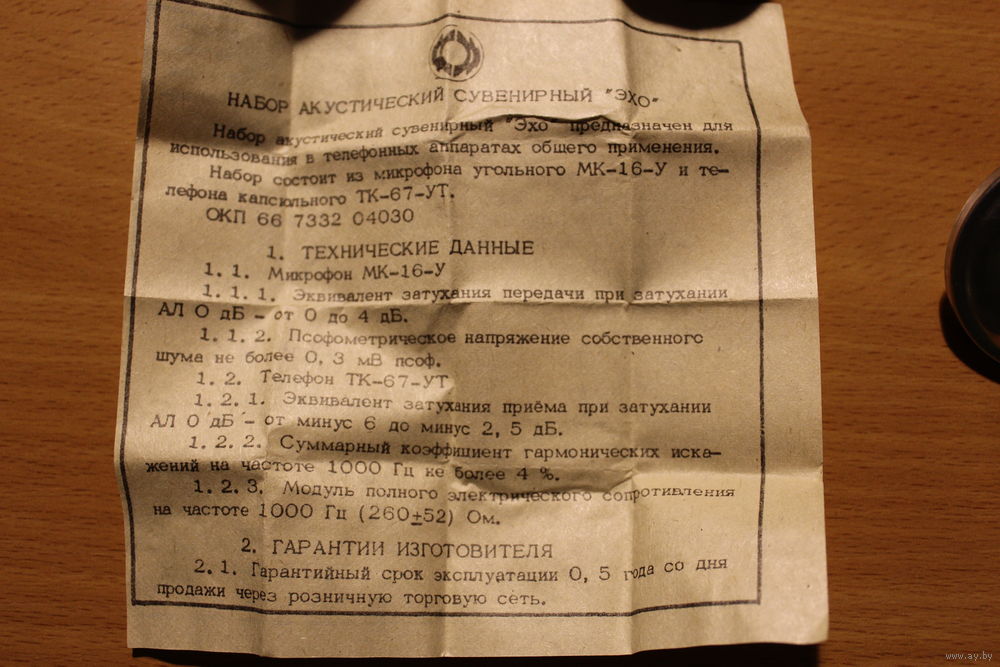 НАБОР АКУСТИЧЕСКИЙ СУВЕНИРНЫЙ "ЭХО"
Набор акустический сувенирный "Эхо" предназначен для
использования в телефонных аппаратах общего применения.
Набор состоит из микрофона угольного МК-16-У и те-
лефона капсюльного ТК-67-УТ.
ОКП 66 7332 04030
1. ТЕХНИЧЕСКИЕ ДАННЫЕ
1.1. Микрофон МК-16-У
1.1.1. Эквивалент затухания передачи при затухании
АЛ 0 дБ - от 0 до 4 дБ.
1.1.2. Псофометрическое напряжение собственного
шума не более 0,3 мВ псоф.
1.2. Телефон ТК-67-УТ
1.2.1. Эквивалент затухания приёма при затухании
АЛ 0 дБ - от минус 6 до минус 2,5 дБ.
1.2.2. Суммарный коэффициент гармонических иска-
жений на частоте 1000 Гц не более 4 %.
1.2.3. Модуль полного электрического сопротивления
на частоте 1000 Гц (260±52) Ом.
2. ГАРАНТИИ ИЗГОТОВИТЕЛЯ
2.1. Гарантийный срок эксплуатации 0,5 года со дня
продажи через розничную торговую сеть.
www.ay.by